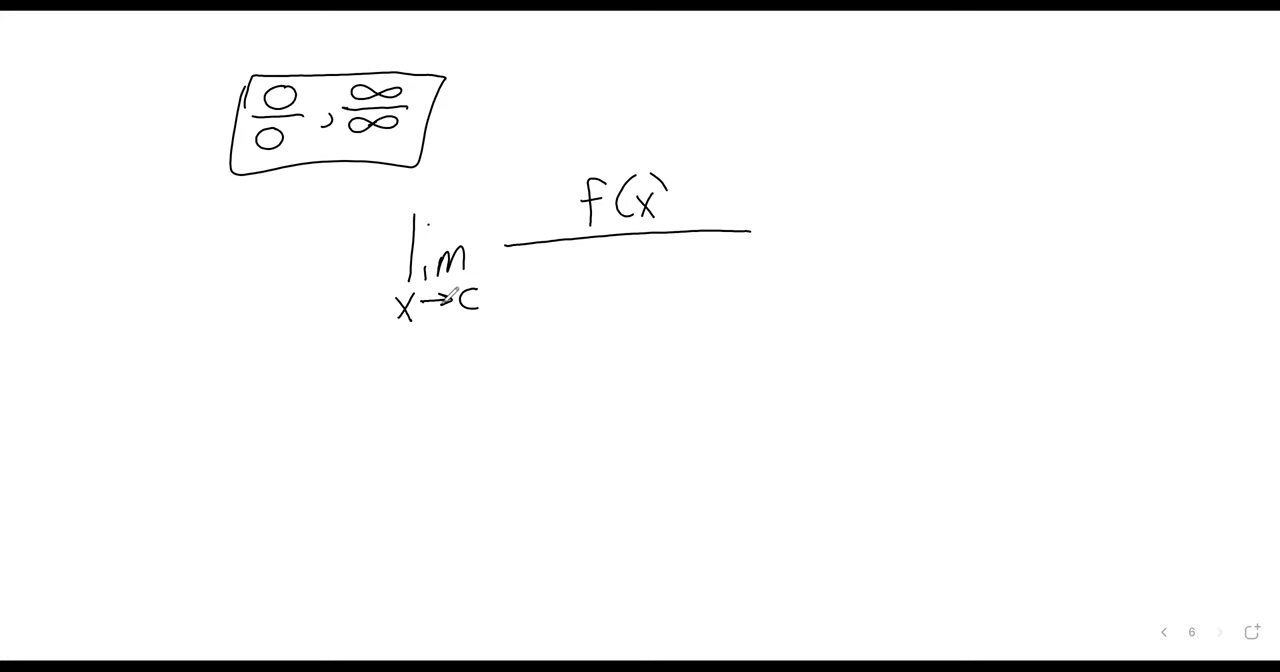 0/0 , ∞/∞
lim x→c f(x)
6